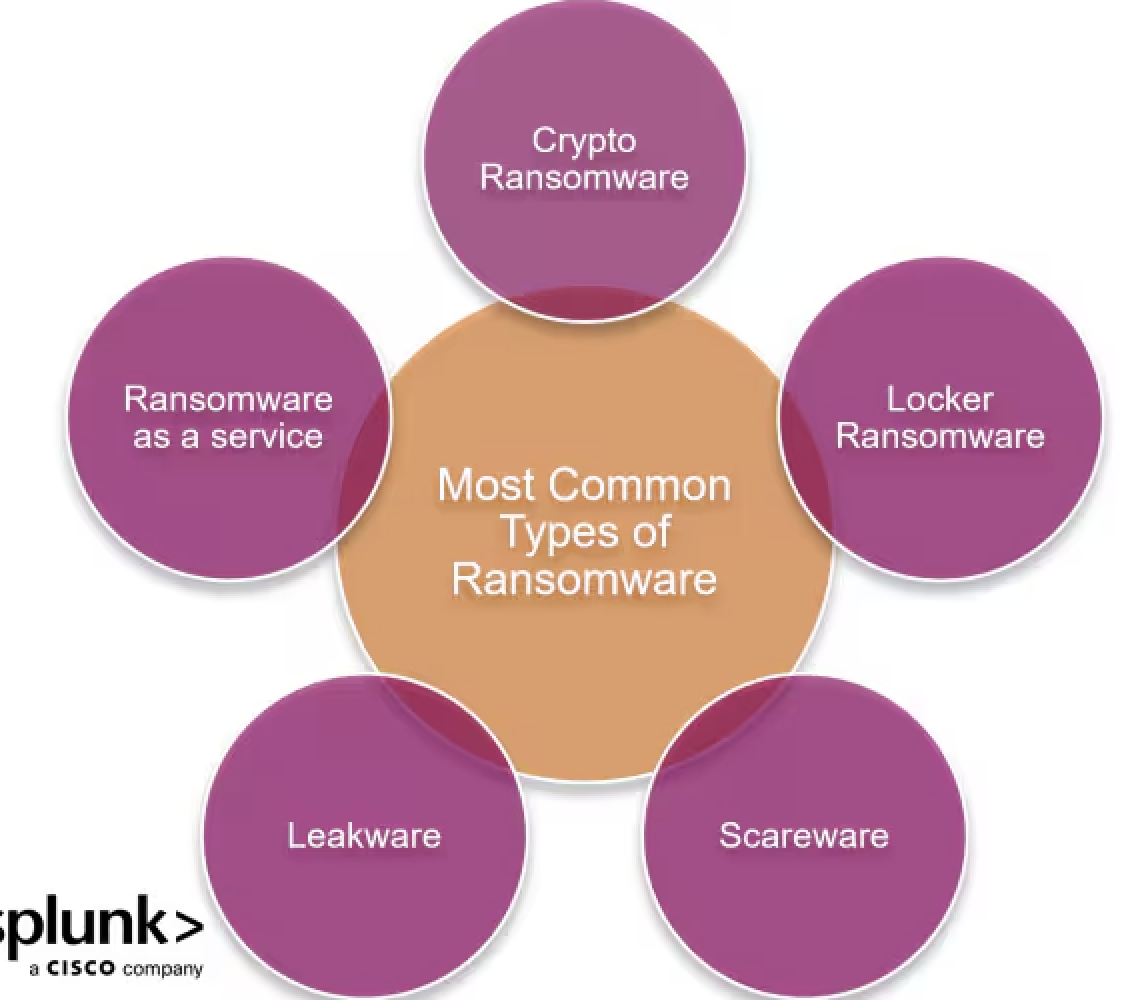 Crypto
Ransomware
Ransomware
as a service
Locker
Ransomware
Most Common
Types of
Ransomware
Leakware
Scareware
splunk>
a CISCO company